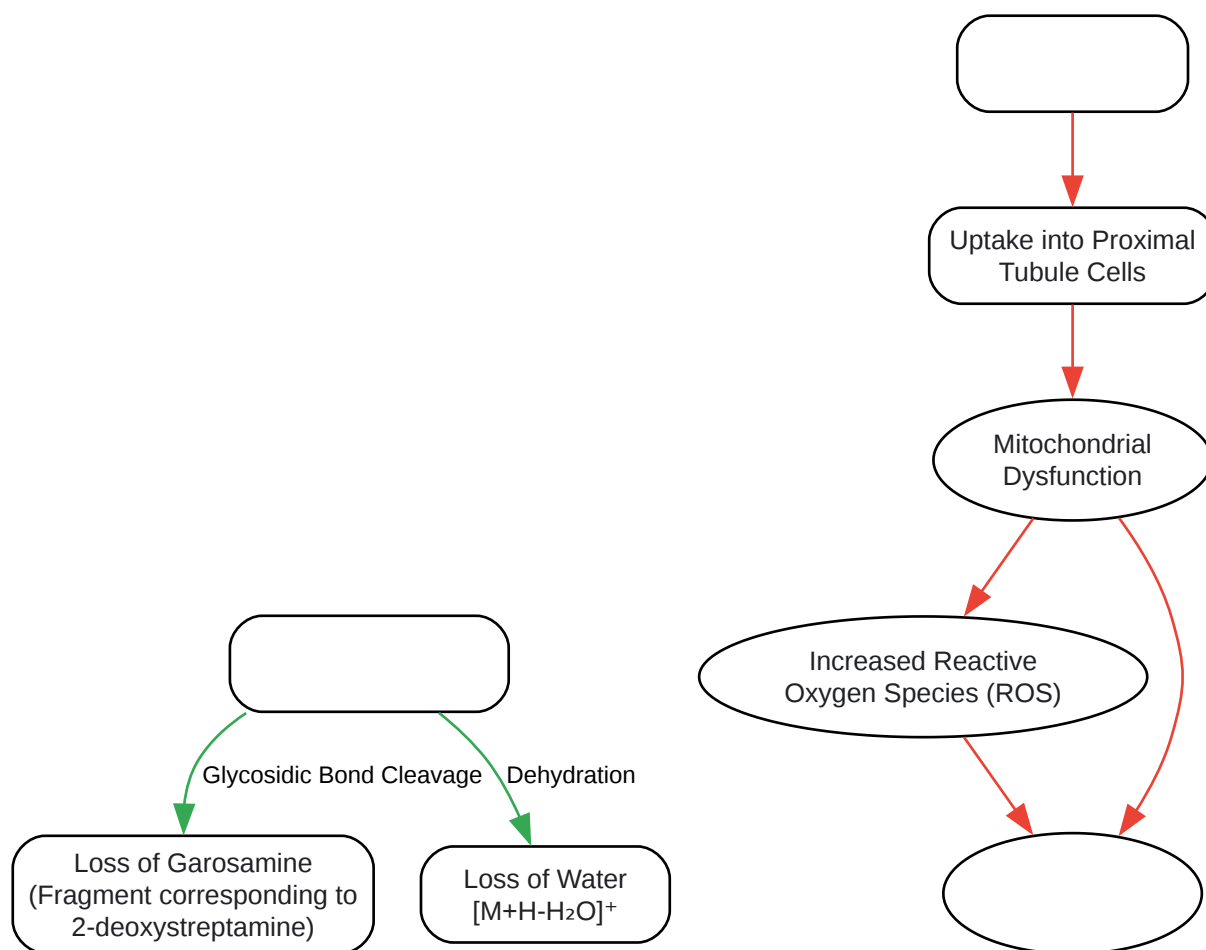 Uptake into Proximal
Tubule Cells
Mitochondrial
Dysfunction
Increased Reactive
Oxygen Species (ROS)
Glycosidic Bond Cleavage
Dehydration
Loss of Garosamine
(Fragment corresponding to
2-deoxystreptamine)
Loss of Water
[M+H-H₂O]⁺